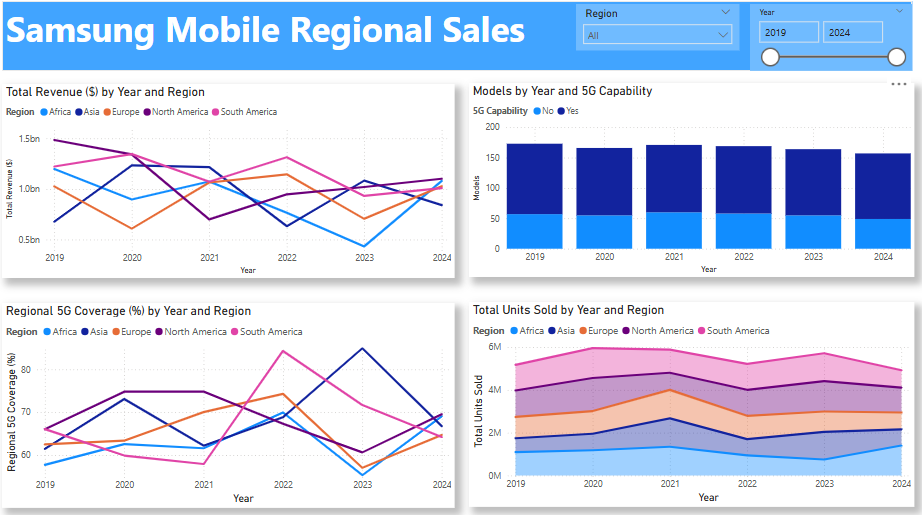 Samsung Mobile Regional Sales
Region
All
Year
2019 2024
Total Revenue ($) by Year and Region
Region Africa Asia Europe North America South America
Total Revenue ($)
1.5bn
1.0bn
0.5bn
2019 2020 2021 2022 2023 2024
Year
Models by Year and 5G Capability
5G Capability No Yes
Models
200
150
100
50
0
2019 2020 2021 2022 2023 2024
Year
Regional 5G Coverage (%) by Year and Region
Region Africa Asia Europe North America South America
Regional 5G Coverage (%)
80
70
60
2019 2020 2021 2022 2023 2024
Year
Total Units Sold by Year and Region
Region Africa Asia Europe North America South America
Total Units Sold
6M
4M
2M
0M
2019 2020 2021 2022 2023 2024
Year